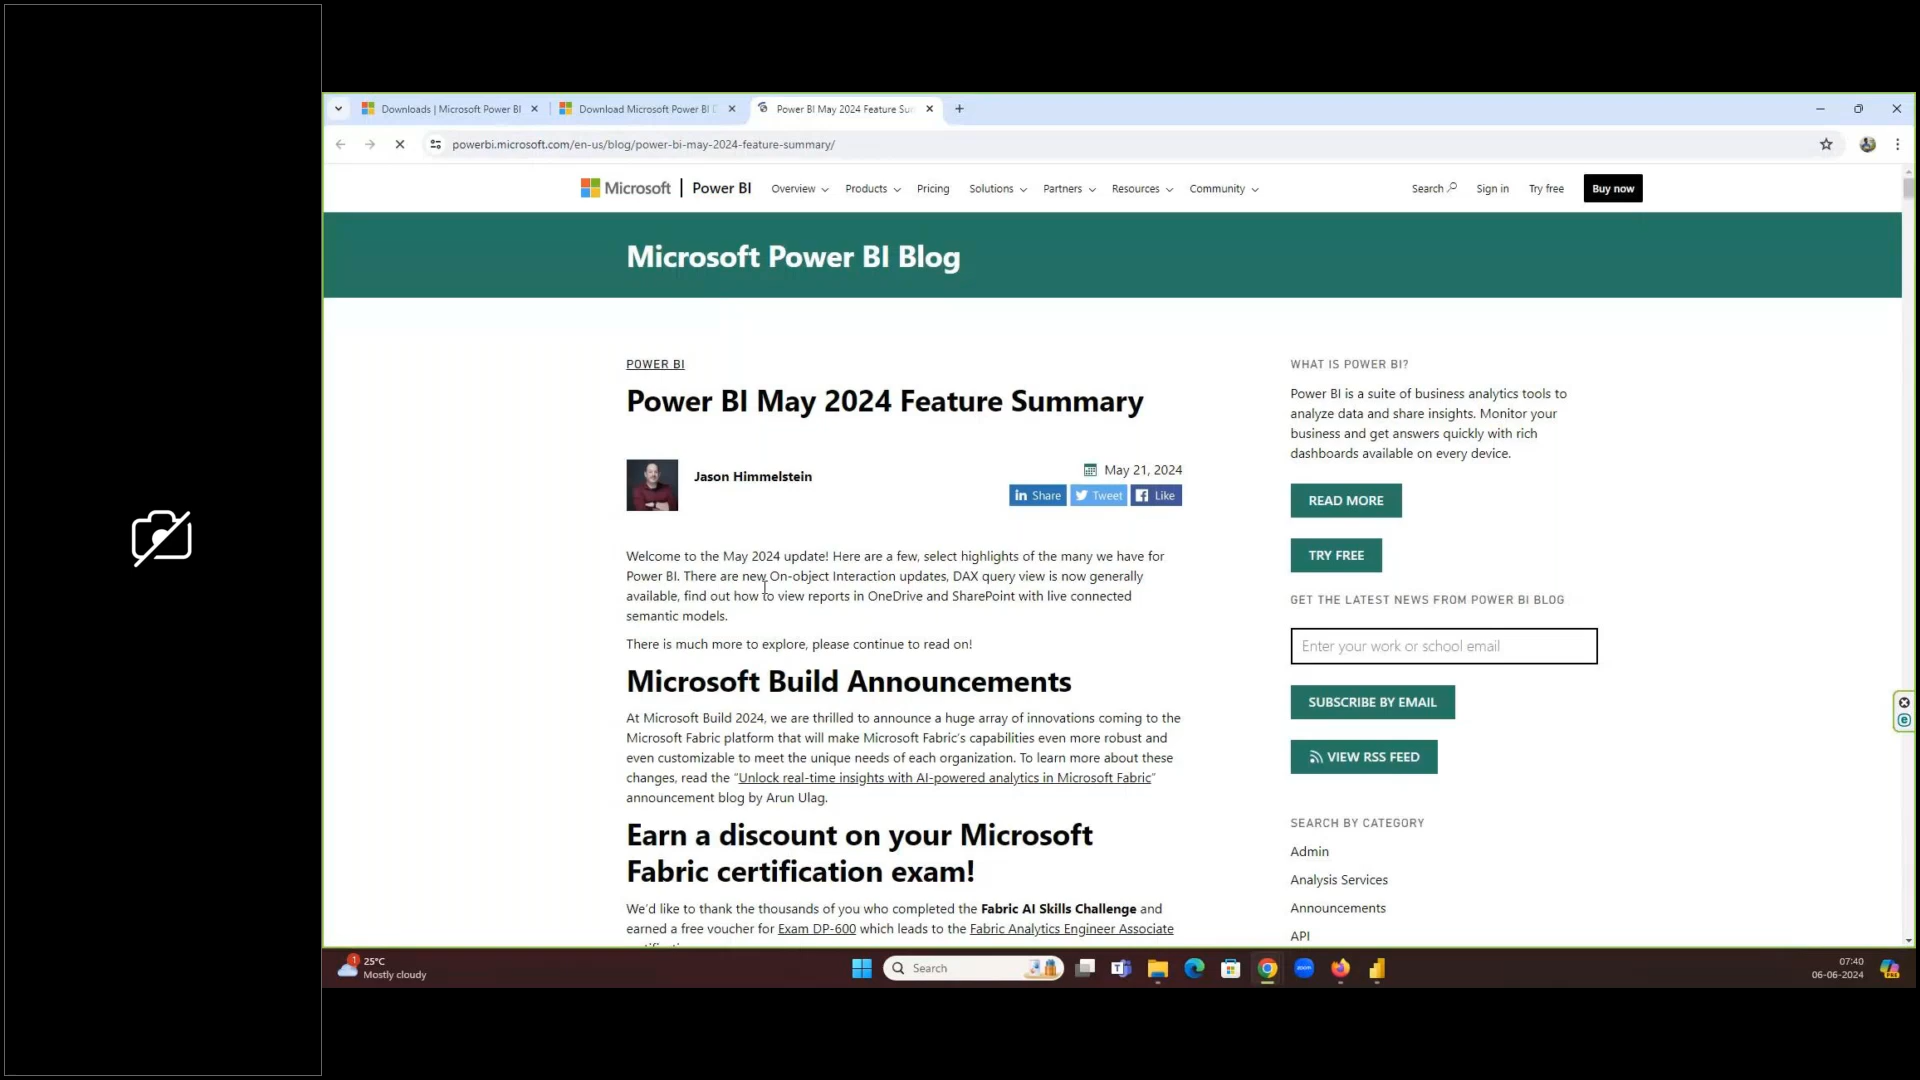 Downloads | Microsoft Power BI
Download Microsoft Power BI D
Power BI May 2024 Feature Sum
powerbi.microsoft.com/en-us/blog/power-bi-may-2024-feature-summary/
Microsoft | Power BI Overview Products Pricing Solutions Partners Resources Community Search Sign in Try free Buy now
Microsoft Power BI Blog
POWER BI
Power BI May 2024 Feature Summary
Jason Himmelstein
May 21, 2024
in Share Tweet Like
Welcome to the May 2024 update! Here are a few, select highlights of the many we have for
Power BI. There are new On-object Interaction updates, DAX query view is now generally
available, find out how to view reports in OneDrive and SharePoint with live connected
semantic models.
There is much more to explore, please continue to read on!
Microsoft Build Announcements
At Microsoft Build 2024, we are thrilled to announce a huge array of innovations coming to the
Microsoft Fabric platform that will make Microsoft Fabric's capabilities even more robust and
even customizable to meet the unique needs of each organization. To learn more about these
changes, read the "Unlock real-time insights with AI-powered analytics in Microsoft Fabric"
announcement blog by Arun Ulag.
Earn a discount on your Microsoft
Fabric certification exam!
We'd like to thank the thousands of you who completed the Fabric AI Skills Challenge and
earned a free voucher for Exam DP-600 which leads to the Fabric Analytics Engineer Associate
WHAT IS POWER BI?
Power BI is a suite of business analytics tools to
analyze data and share insights. Monitor your
business and get answers quickly with rich
dashboards available on every device.
READ MORE
TRY FREE
GET THE LATEST NEWS FROM POWER BI BLOG
Enter your work or school email
SUBSCRIBE BY EMAIL
VIEW RSS FEED
SEARCH BY CATEGORY
Admin
Analysis Services
Announcements
API
1
25°C
Mostly cloudy
Search
zoom
07:40
06-06-2024